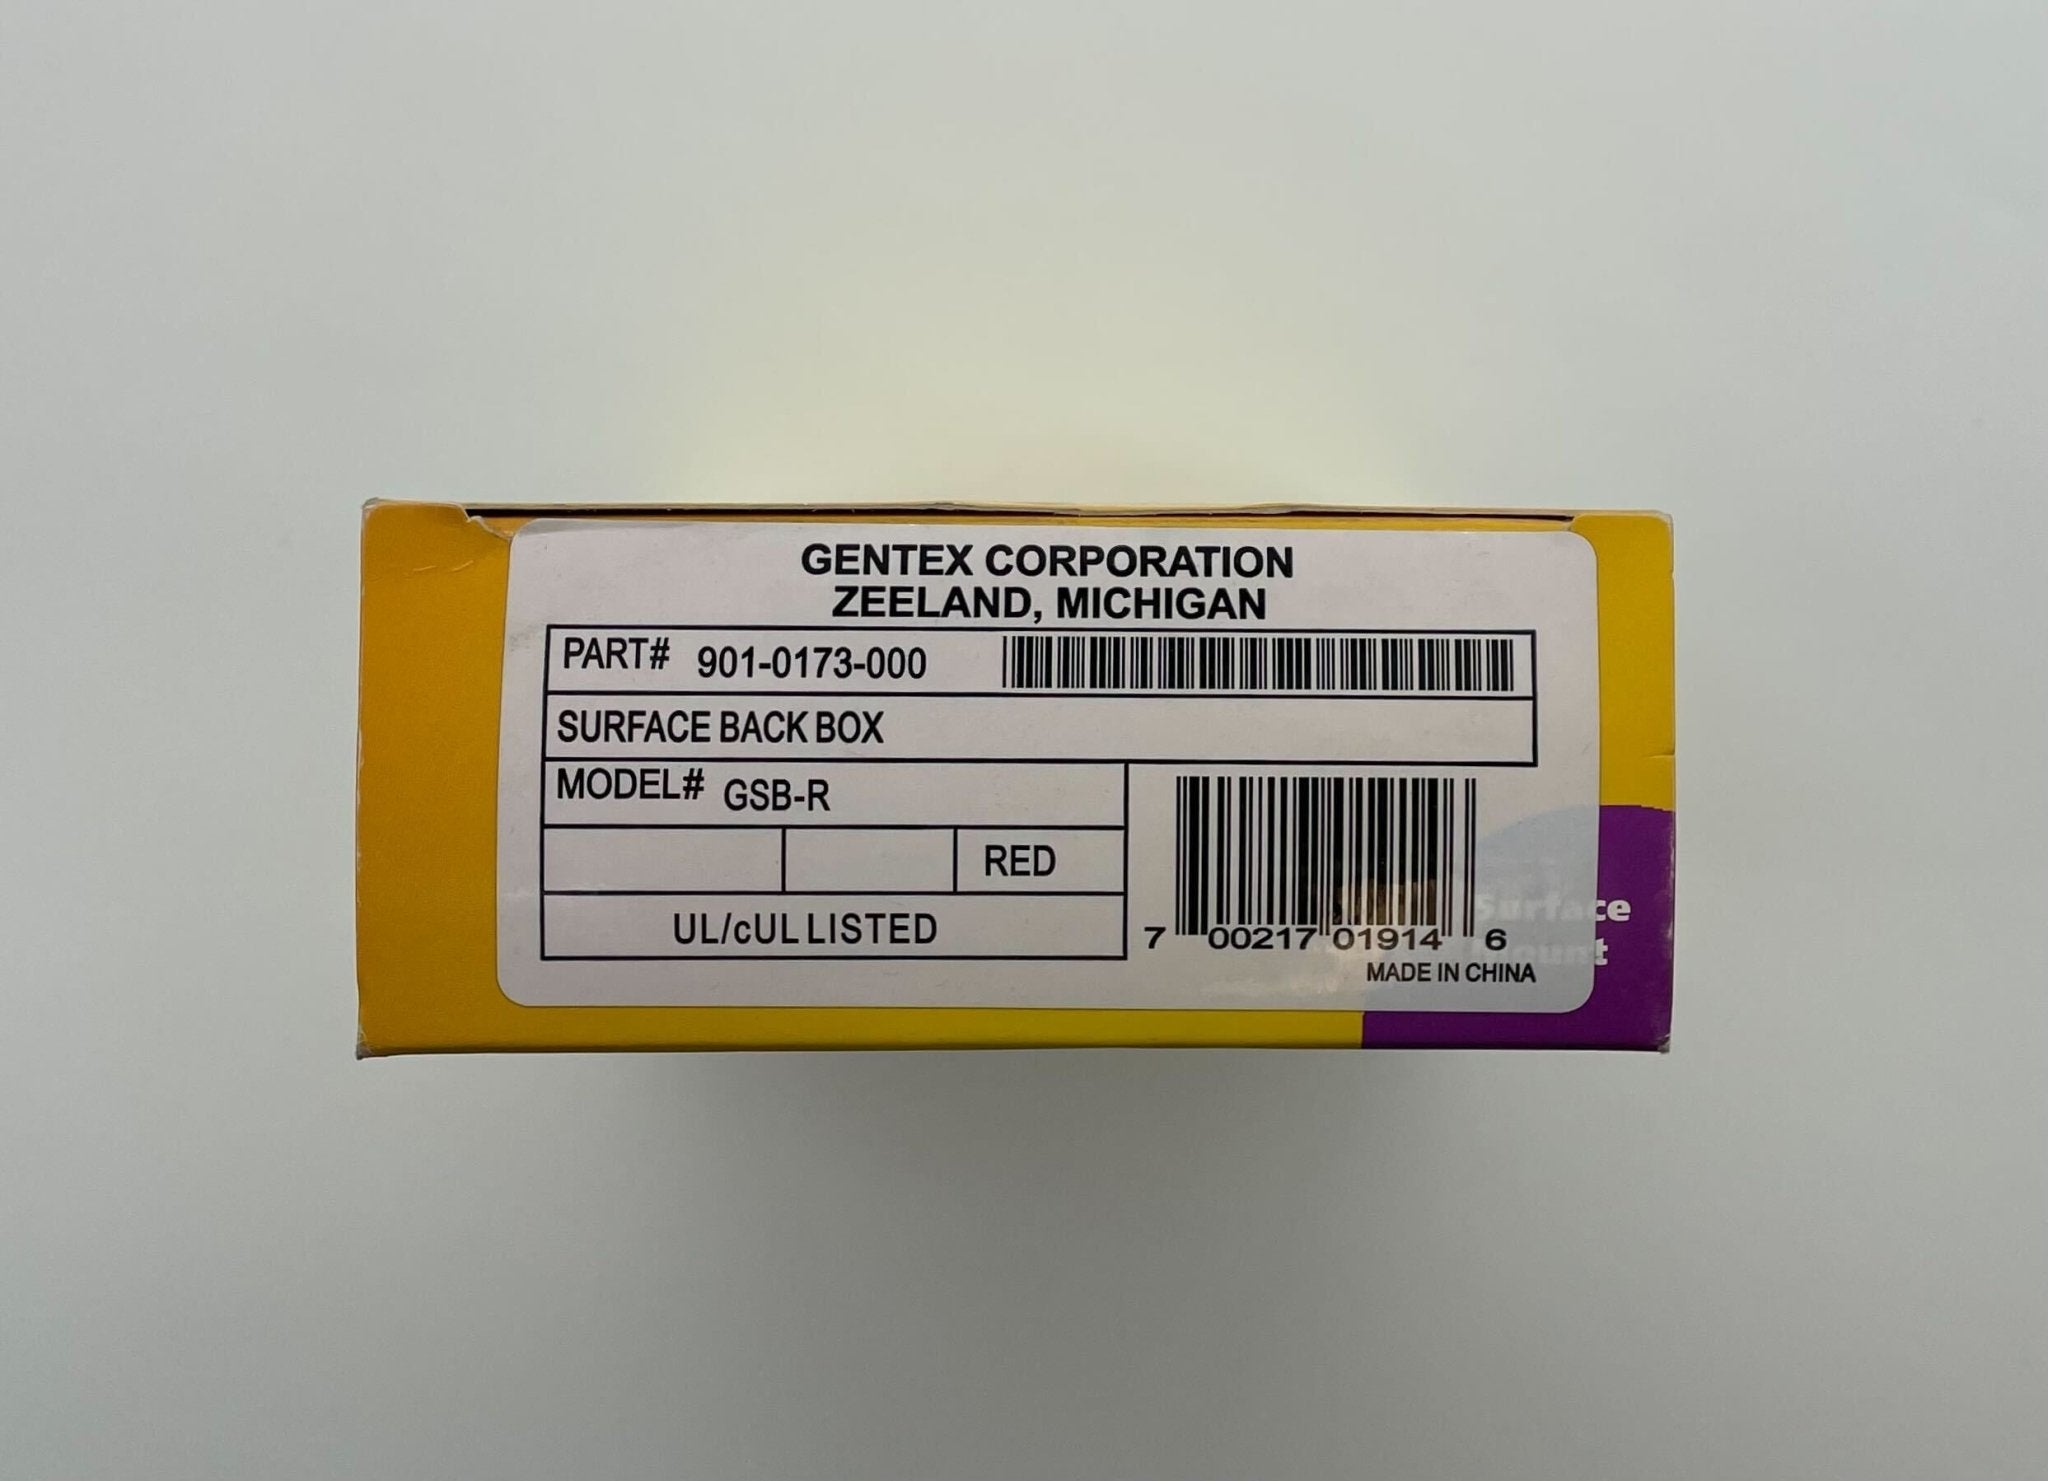 GENTEX CORPORATION
ZEELAND, MICHIGAN
PART# 901-0173-000
SURFACE BACK BOX
MODEL# GSB-R
RED
UL/cUL LISTED
7 00217 01914 6
MADE IN CHINA
Surface
Mount